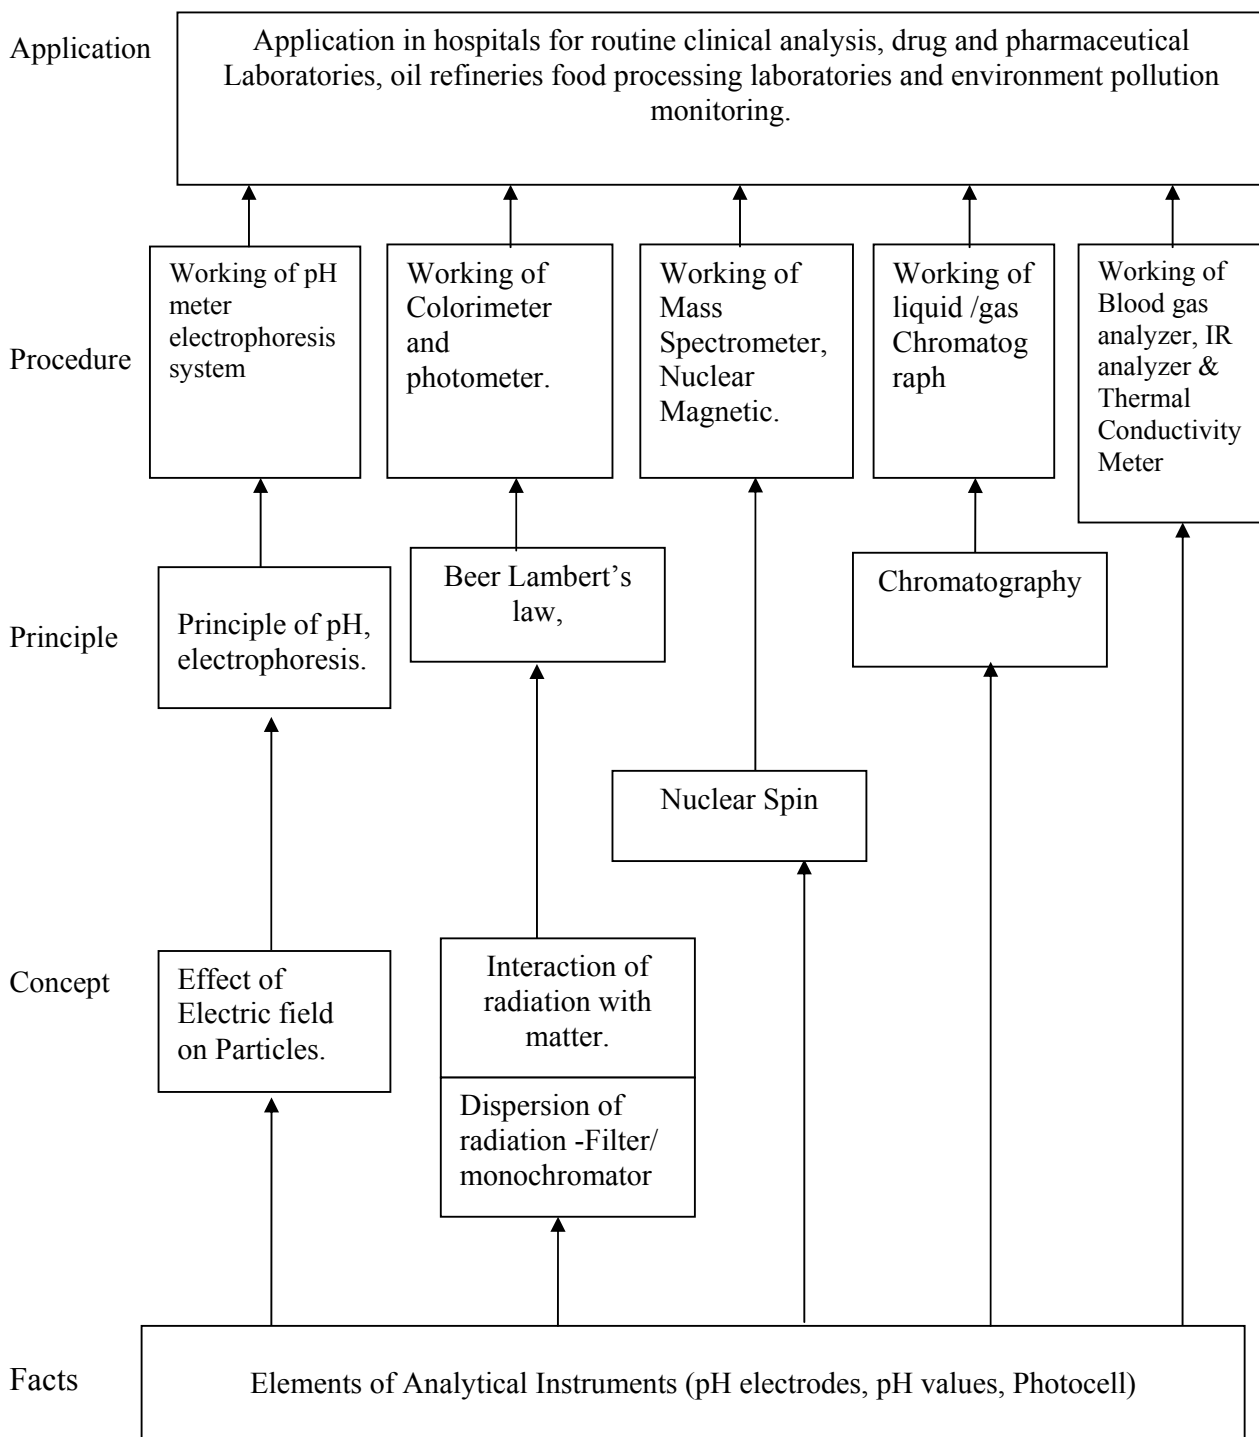 Application
Application in hospitals for routine clinical analysis, drug and pharmaceutical
Laboratories, oil refineries food processing laboratories and environment pollution
monitoring.
Procedure
Working of pH
meter
electrophoresis
system
Working of
Colorimeter
and
photometer.
Working of
Mass
Spectrometer,
Nuclear
Magnetic.
Working of
liquid /gas
Chromatog
raph
Working of
Blood gas
analyzer, IR
analyzer &
Thermal
Conductivity
Meter
Principle
Principle of pH,
electrophoresis.
Beer Lambert’s
law,
Chromatography
Nuclear Spin
Concept
Effect of
Electric field
on Particles.
Interaction of
radiation with
matter.
Dispersion of
radiation -Filter/
monochromator
Facts
Elements of Analytical Instruments (pH electrodes, pH values, Photocell)